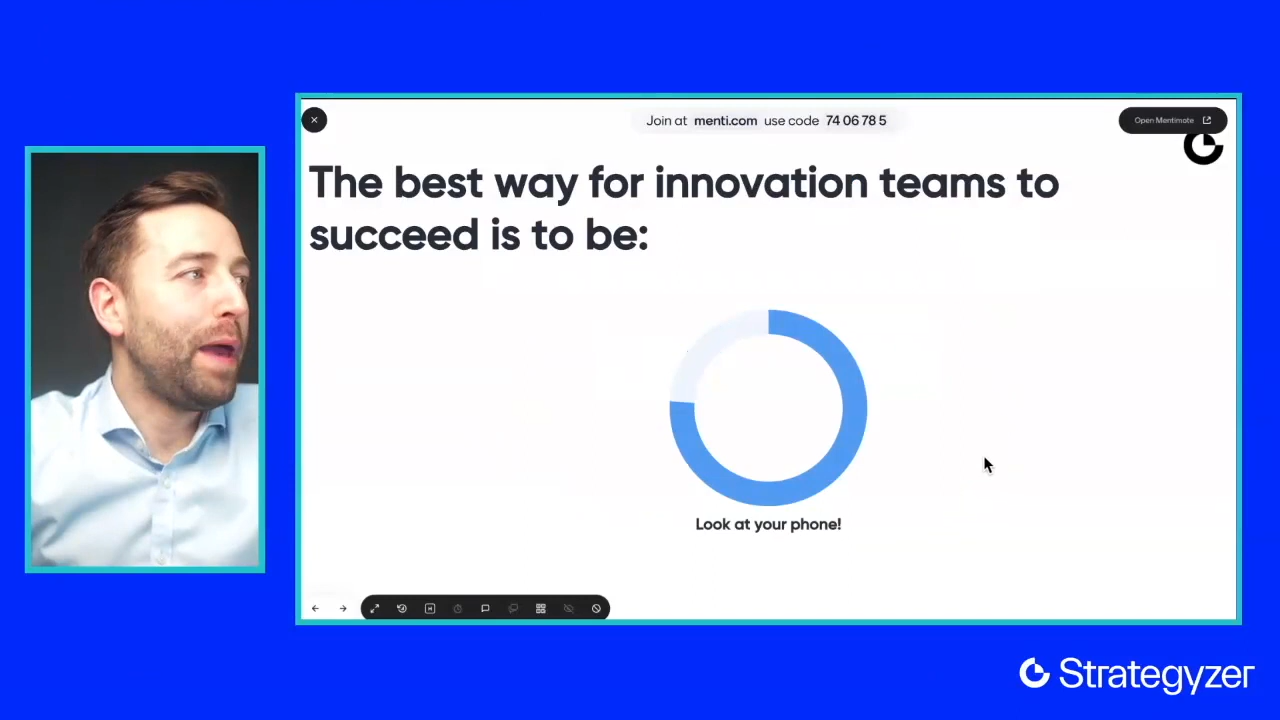 Join at menti.com use code 74 06 78 5
Open Mentimote
The best way for innovation teams to
succeed is to be:
Look at your phone!
Strategyzer